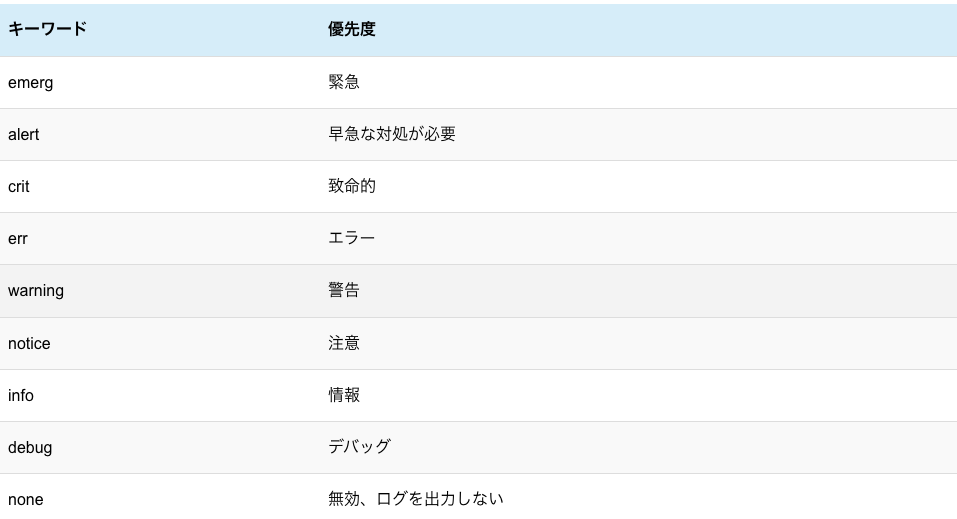 キーワード 優先度
emerg 緊急
alert 早急な対処が必要
crit 致命的
err エラー
warning 警告
notice 注意
info 情報
debug デバッグ
none 無効、ログを出力しない